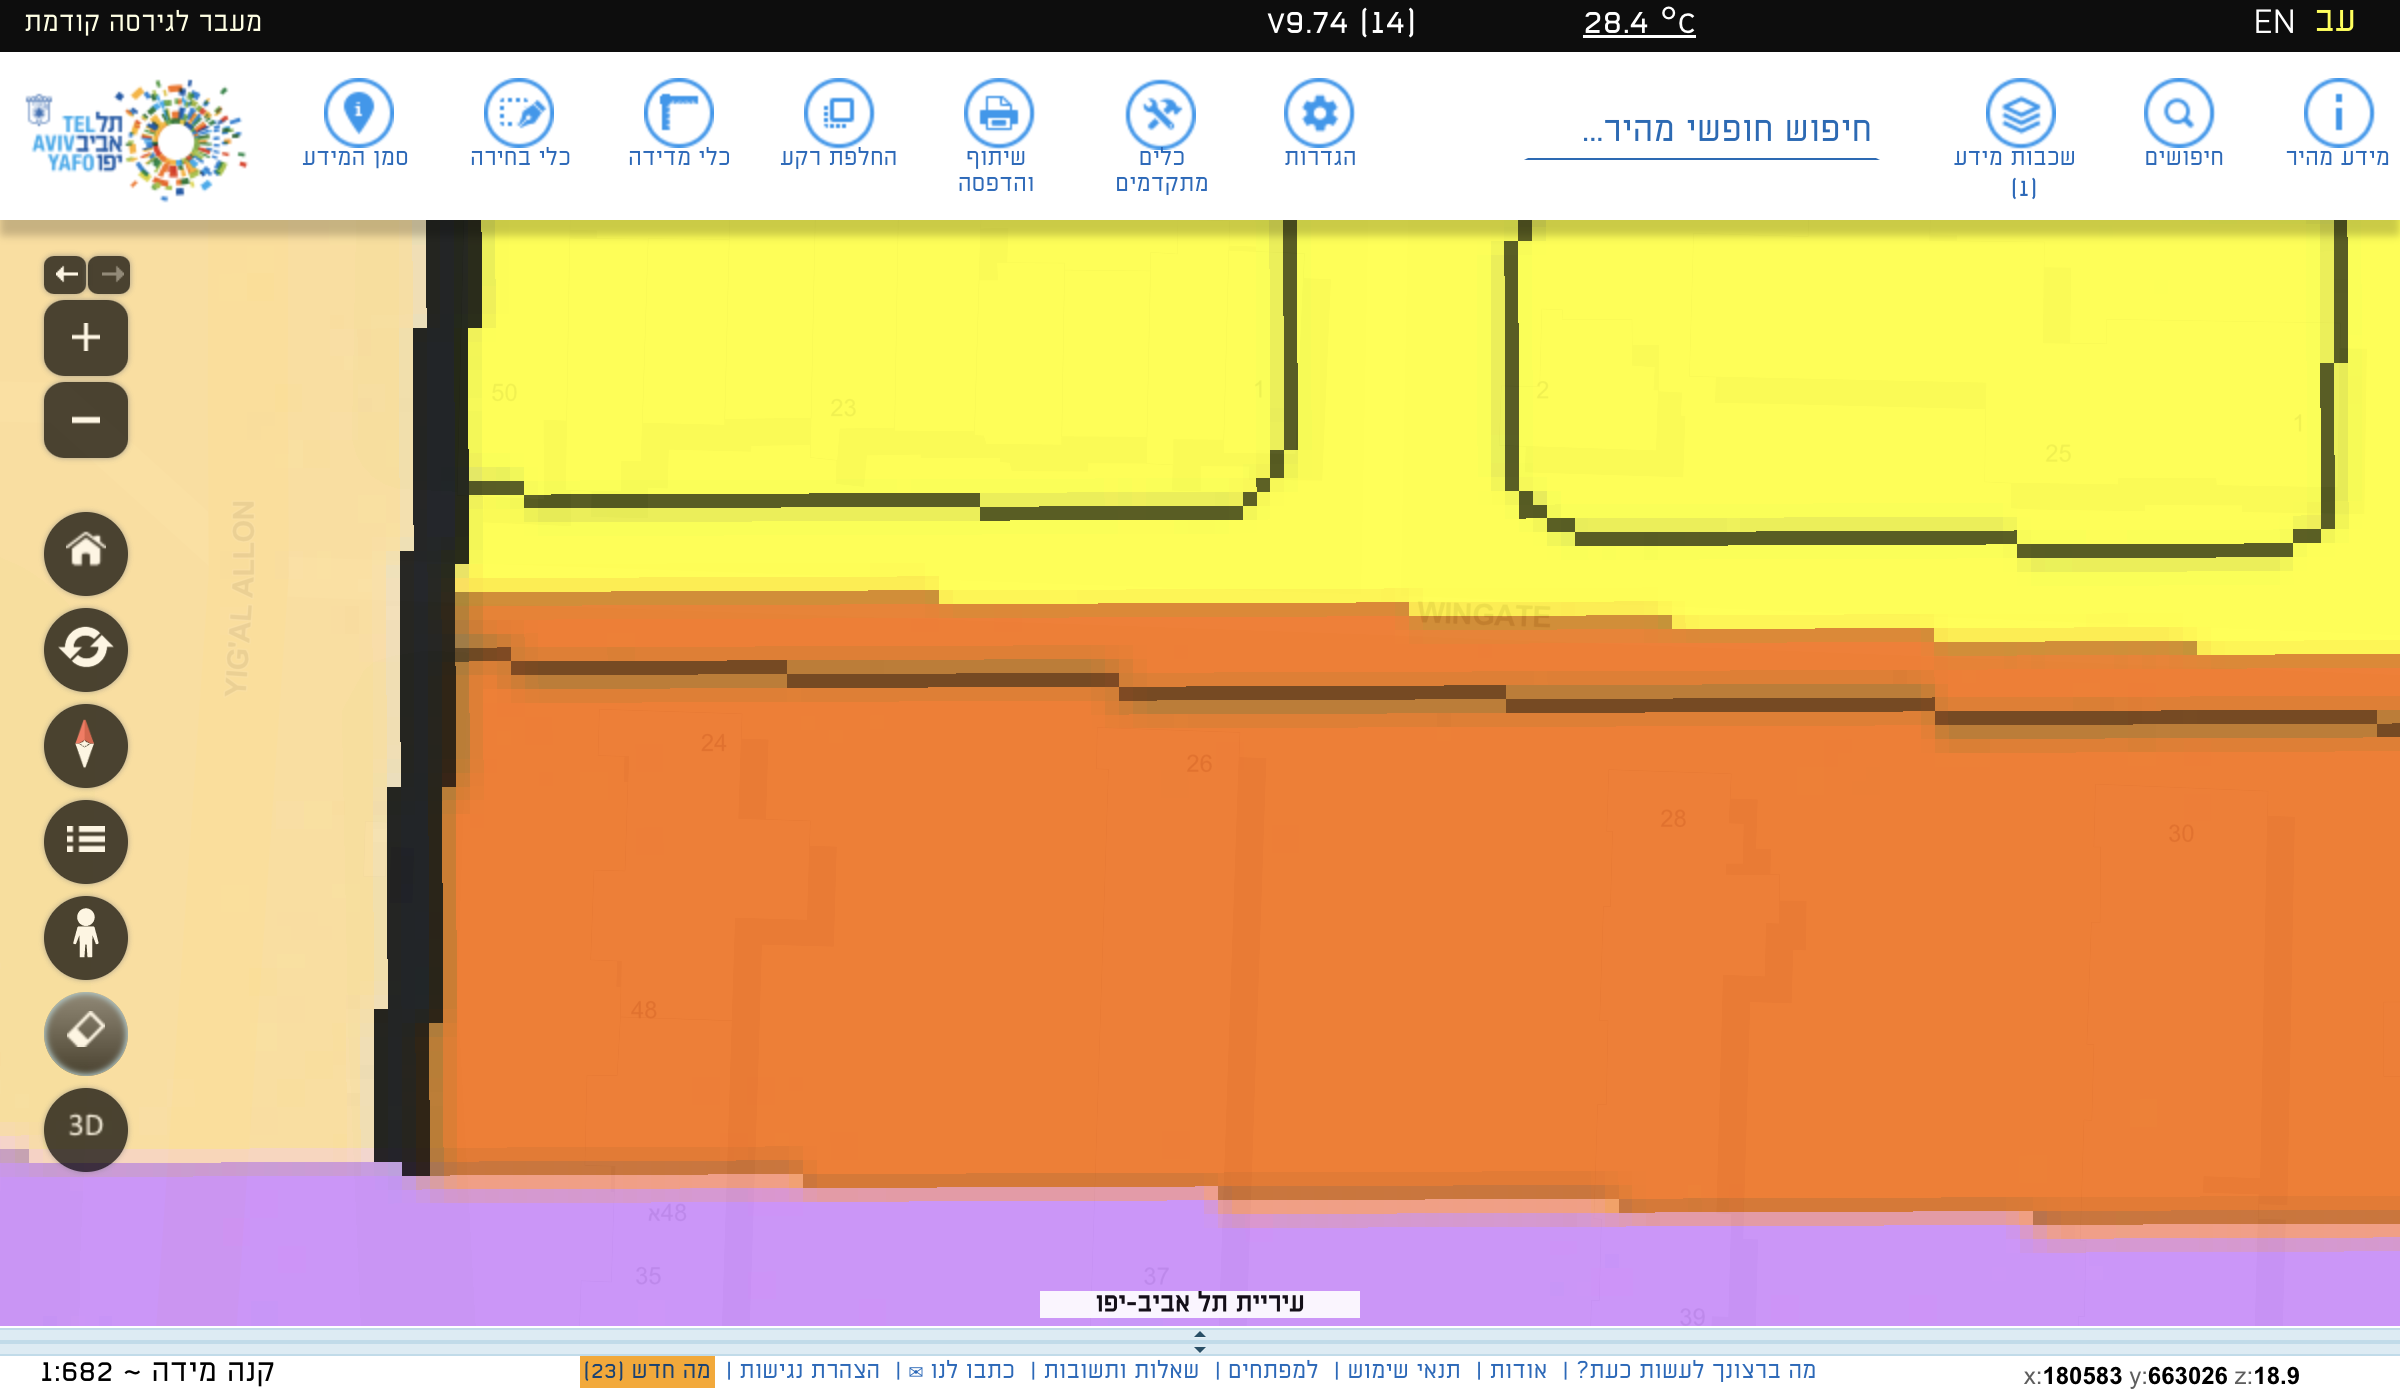 עב EN
28.4 °C
V9.74 (14)
מעבר לגירסה קודמת
מידע מהיר
חיפושים
שכבות מידע
(1)
חיפוש חופשי מהיר...
הגדרות
כלים
מתקדמים
שיתוף
והדפסה
החלפת רקע
כלי מדידה
כלי בחירה
סמן המידע
תל אביב יפו
TEL AVIV YAFO
50
23
1
2
25
1
YIG'AL ALLON
WINGATE
24
26
28
30
48
3D
48א
35
37
39
עיריית תל אביב-יפו
קנה מידה ~ 1:682
מה ברצונך לעשות כעת? | אודות | תנאי שימוש | למפתחים | שאלות ותשובות | כתבו לנו ✉ | הצהרת נגישות | מה חדש (23)
x:180583 y:663026 z:18.9